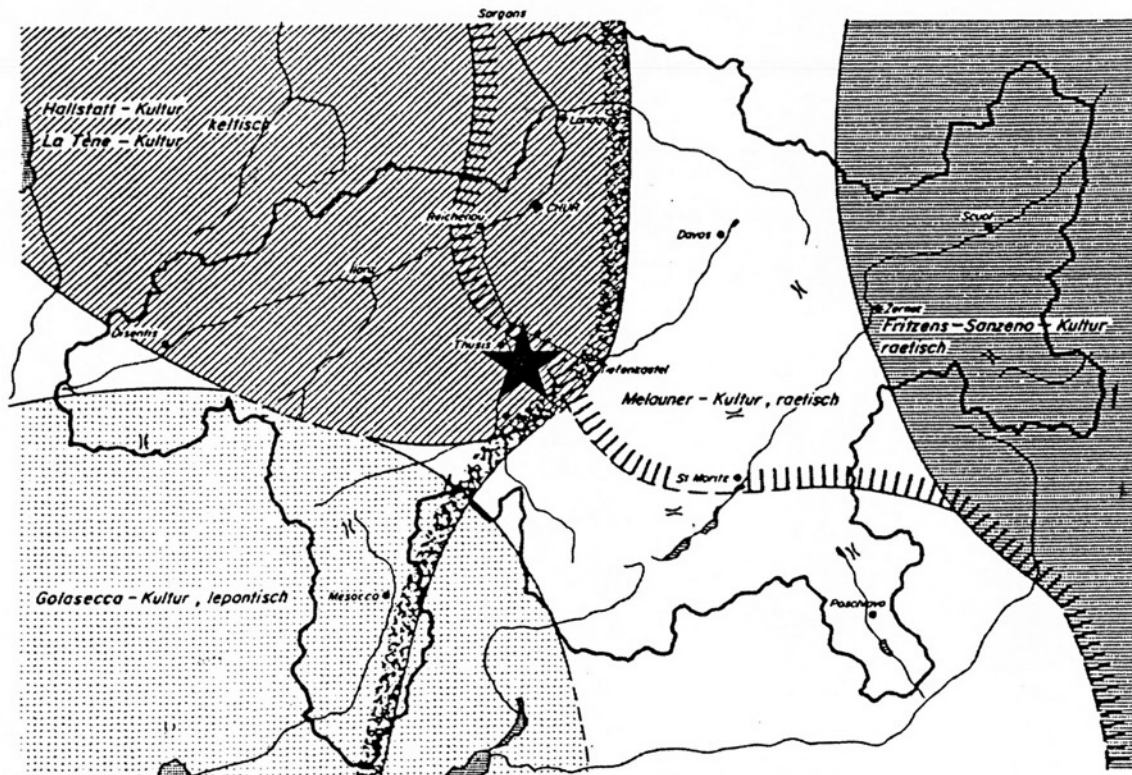 Sargans
Hallstatt – Kultur
keltisch
La Tène – Kultur
CHUR
Reichenau
Davos
Scuol
Ilanz
Zernez
Disentis
Thusis
Fritzens – Sanzeno – Kultur
raetisch
Tiefenkastel
Melauner – Kultur, raetisch
St Moritz
Golasecca – Kultur, lepontisch
Mesocco
Poschiavo